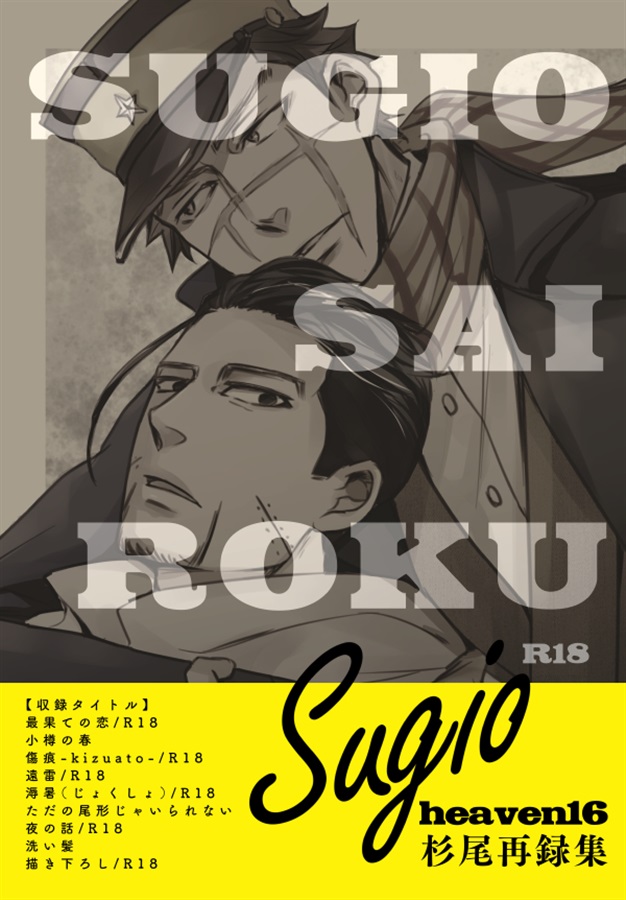 SUGIO
SAI
ROKU
R18
Sugio
heaven16
杉尾再録集
【収録タイトル】
最果ての恋/R18
小樽の春
傷痕-kizuato-/R18
遠雷/R18
溽暑(じょくしょ)/R18
ただの尾形じゃいられない
夜の話/R18
洗い髪
描き下ろし/R18